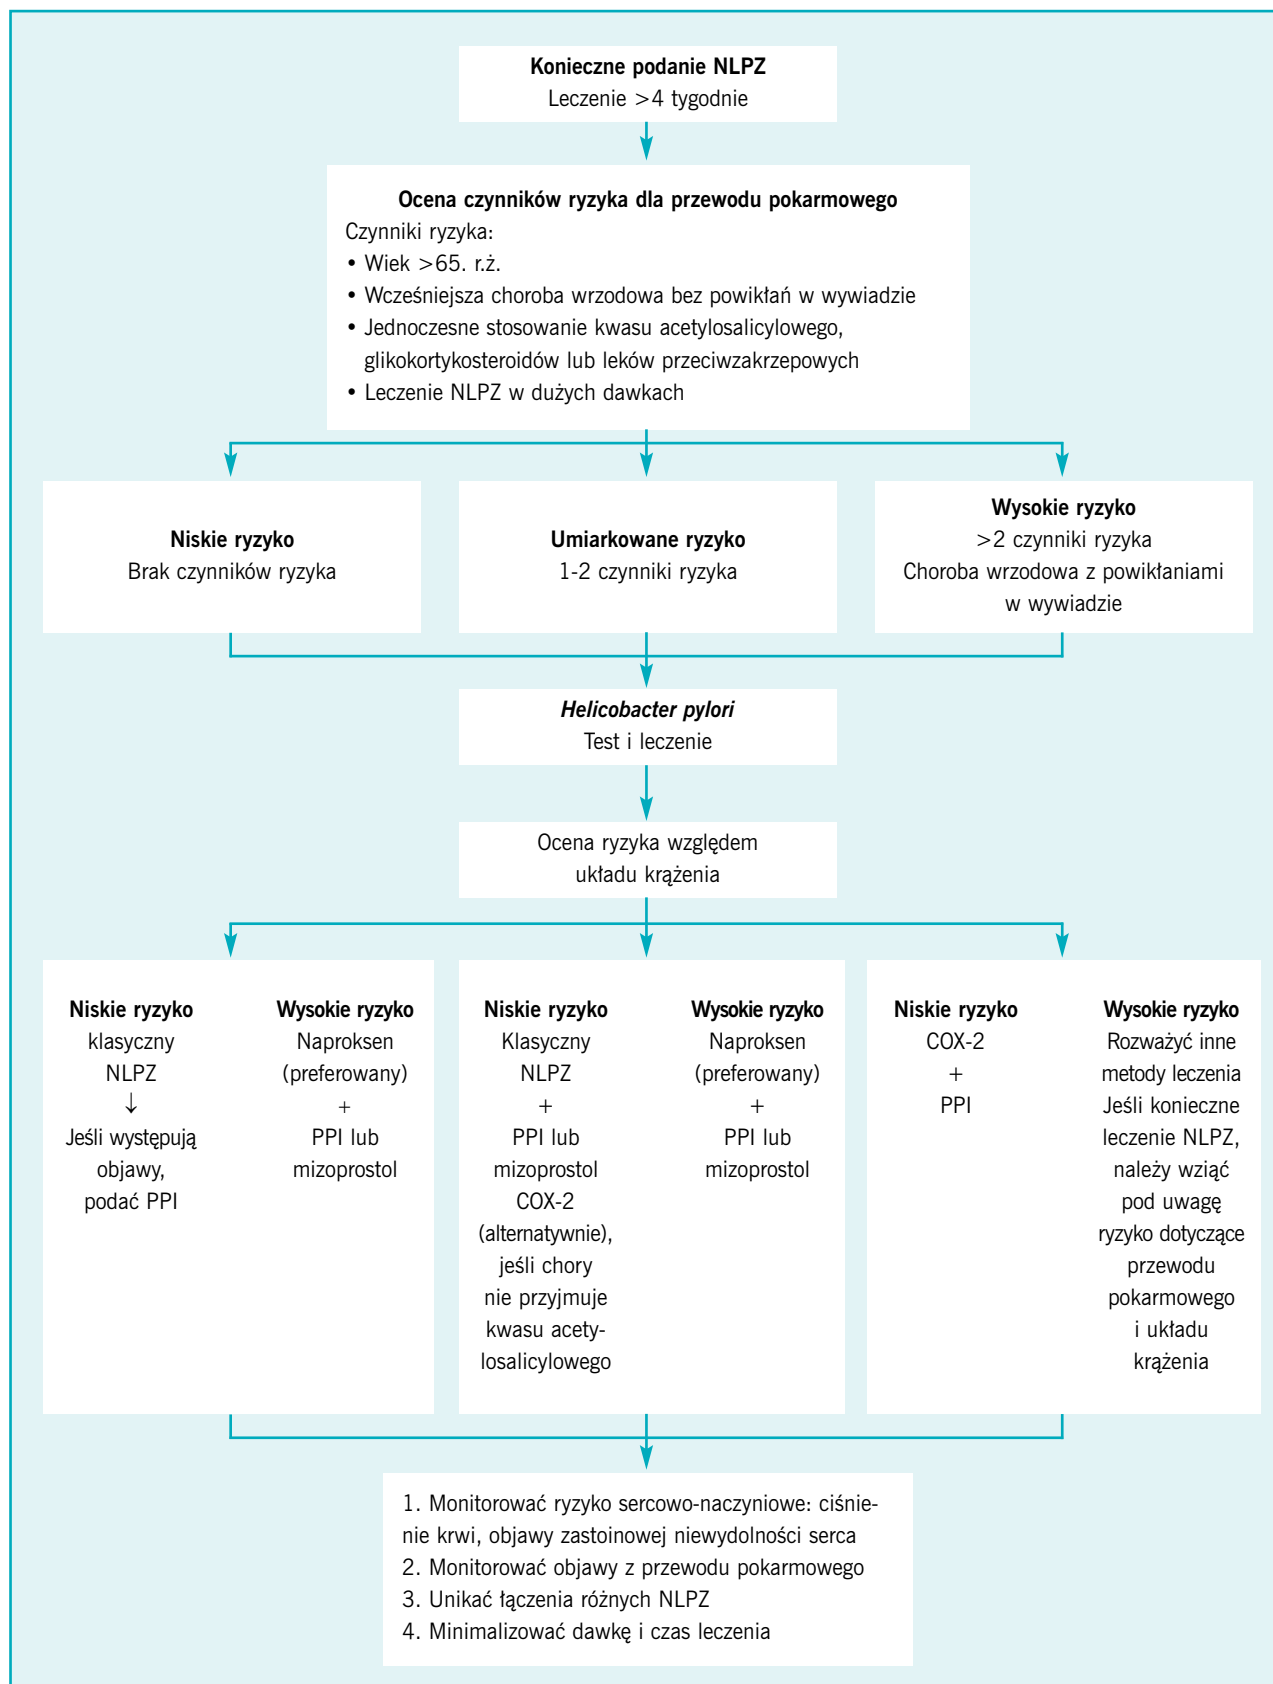 Konieczne podanie NLPZ
Leczenie >4 tygodnie
Ocena czynników ryzyka dla przewodu pokarmowego
Czynniki ryzyka:
• Wiek >65. r.ż.
• Wcześniejsza choroba wrzodowa bez powikłań w wywiadzie
• Jednoczesne stosowanie kwasu acetylosalicylowego,
glikokortykosteroidów lub leków przeciwzakrzepowych
• Leczenie NLPZ w dużych dawkach
Niskie ryzyko
Brak czynników ryzyka
Umiarkowane ryzyko
1-2 czynniki ryzyka
Wysokie ryzyko
>2 czynniki ryzyka
Choroba wrzodowa z powikłaniami
w wywiadzie
Helicobacter pylori
Test i leczenie
Ocena ryzyka względem
układu krążenia
Niskie ryzyko
klasyczny
NLPZ
↓
Jeśli występują
objawy,
podać PPI
Wysokie ryzyko
Naproksen
(preferowany)
+
PPI lub
mizoprostol
Niskie ryzyko
Klasyczny
NLPZ
+
PPI lub
mizoprostol
COX-2
(alternatywnie),
jeśli chory
nie przyjmuje
kwasu acety-
losalicylowego
Wysokie ryzyko
Naproksen
(preferowany)
+
PPI lub
mizoprostol
Niskie ryzyko
COX-2
+
PPI
Wysokie ryzyko
Rozważyć inne
metody leczenia
Jeśli konieczne
leczenie NLPZ,
należy wziąć
pod uwagę
ryzyko dotyczące
przewodu
pokarmowego
i układu
krążenia
1. Monitorować ryzyko sercowo-naczyniowe: ciśnie-
nie krwi, objawy zastoinowej niewydolności serca
2. Monitorować objawy z przewodu pokarmowego
3. Unikać łączenia różnych NLPZ
4. Minimalizować dawkę i czas leczenia